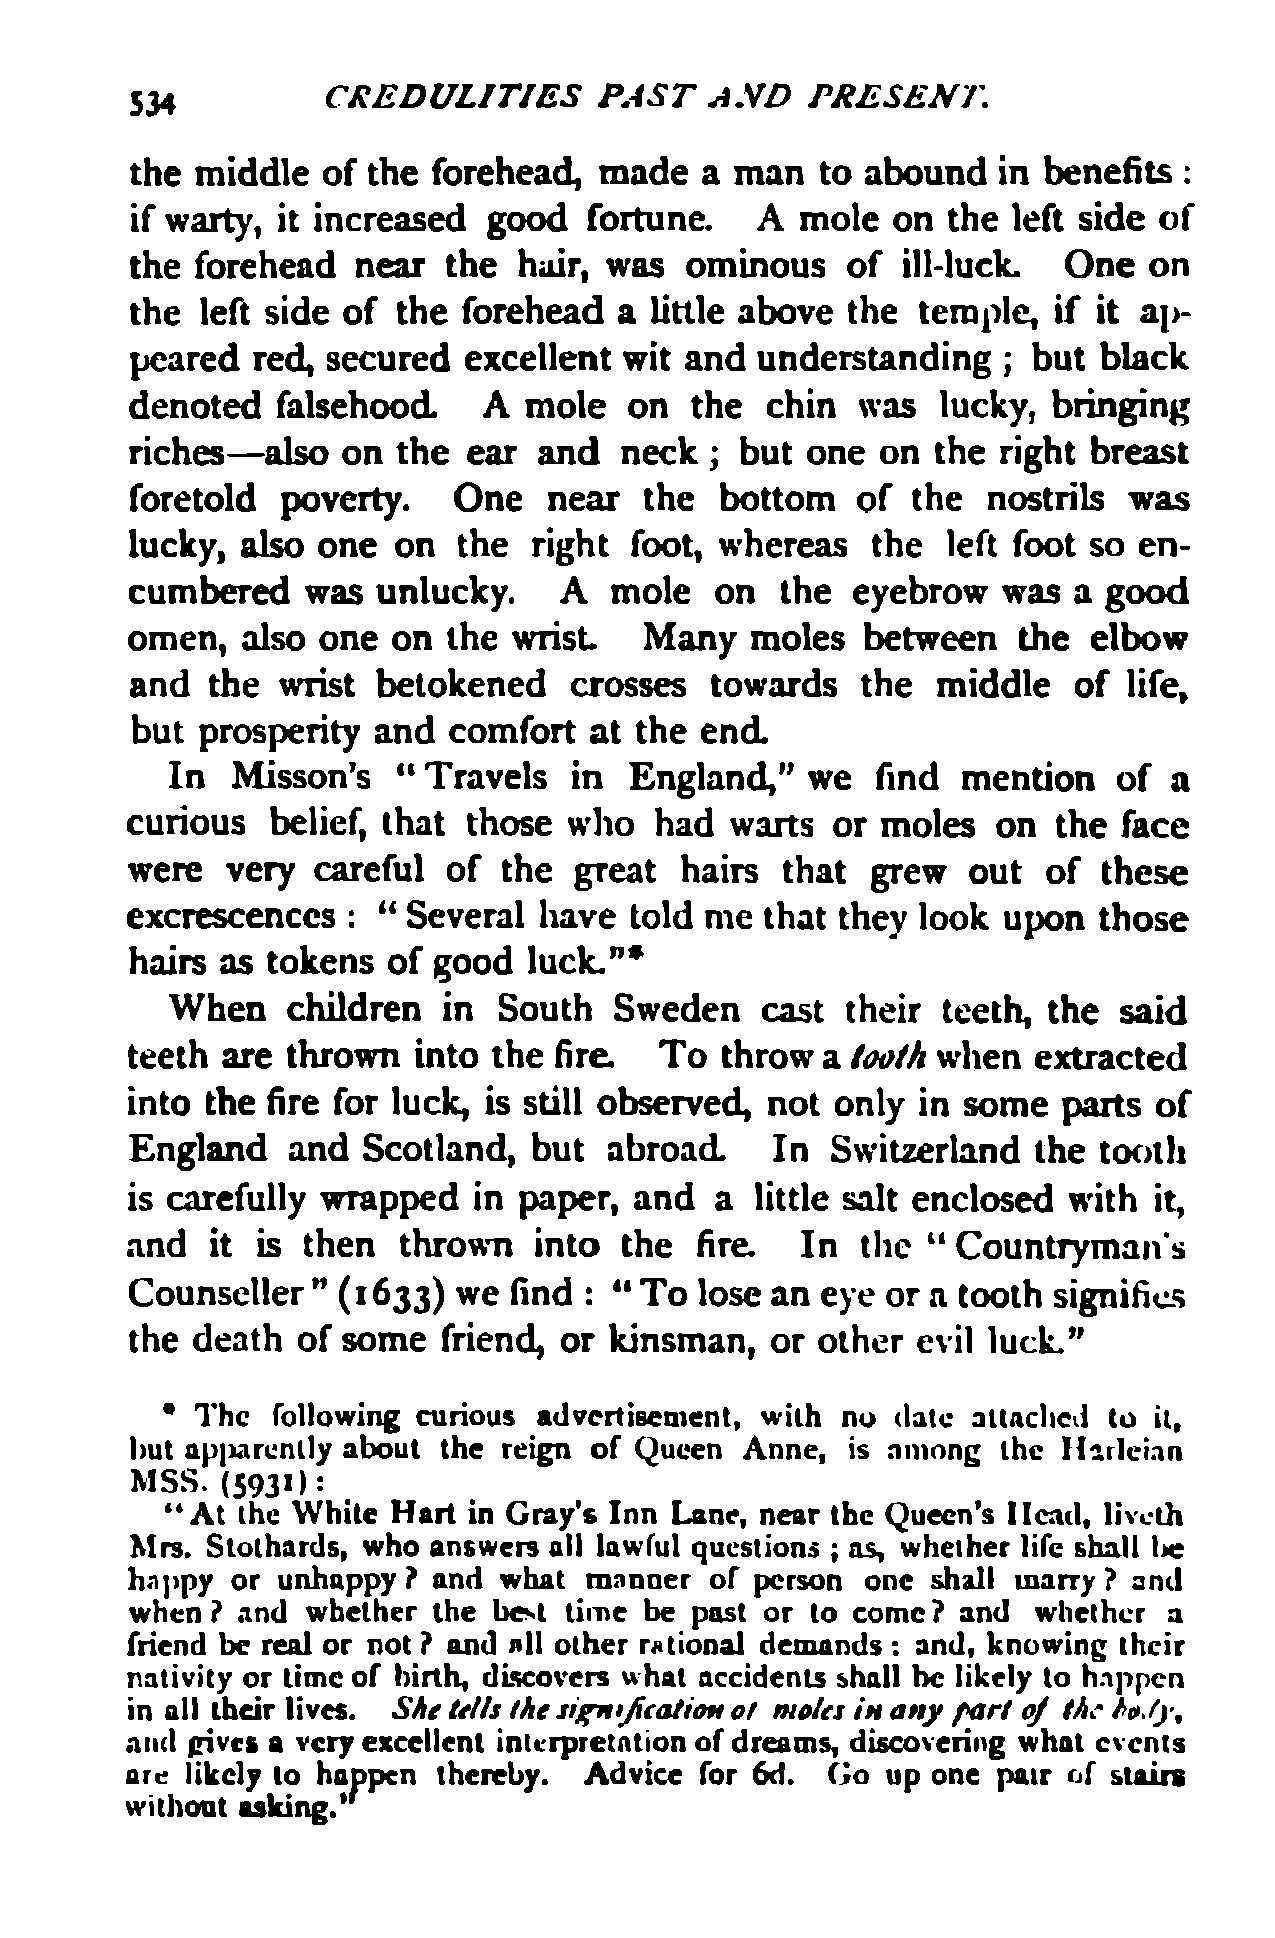 534 CREDULITIES PAST AND PRESENT.
the middle of the forehead, made a man to abound in benefits :
if warty, it increased good fortune. A mole on the left side of
the forehead near the hair, was ominous of ill-luck. One on
the left side of the forehead a little above the temple, if it ap-
peared red, secured excellent wit and understanding ; but black
denoted falsehood. A mole on the chin was lucky, bringing
riches—also on the ear and neck ; but one on the right breast
foretold poverty. One near the bottom of the nostrils was
lucky, also one on the right foot, whereas the left foot so en-
cumbered was unlucky. A mole on the eyebrow was a good
omen, also one on the wrist. Many moles between the elbow
and the wrist betokened crosses towards the middle of life,
but prosperity and comfort at the end.
In Misson's "Travels in England," we find mention of a
curious belief, that those who had warts or moles on the face
were very careful of the great hairs that grew out of these
excrescences : "Several have told me that they look upon those
hairs as tokens of good luck."*
When children in South Sweden cast their teeth, the said
teeth are thrown into the fire. To throw a tooth when extracted
into the fire for luck, is still observed, not only in some parts of
England and Scotland, but abroad. In Switzerland the tooth
is carefully wrapped in paper, and a little salt enclosed with it,
and it is then thrown into the fire. In the "Countryman's
Counseller" (1633) we find : "To lose an eye or a tooth signifies
the death of some friend, or kinsman, or other evil luck."
* The following curious advertisement, with no date attached to it,
but apparently about the reign of Queen Anne, is among the Harleian
MSS. (5931) :
"At the White Hart in Gray's Inn Lane, near the Queen's Head, liveth
Mrs. Stothards, who answers all lawful questions ; as, whether life shall be
happy or unhappy? and what manner of person one shall marry? and
when? and whether the best time be past or to come? and whether a
friend be real or not? and all other rational demands : and, knowing their
nativity or time of birth, discovers what accidents shall be likely to happen
in all their lives. She tells the signification of moles in any part of the body,
and gives a very excellent interpretation of dreams, discovering what events
are likely to happen thereby. Advice for 6d. Go up one pair of stairs
without asking."